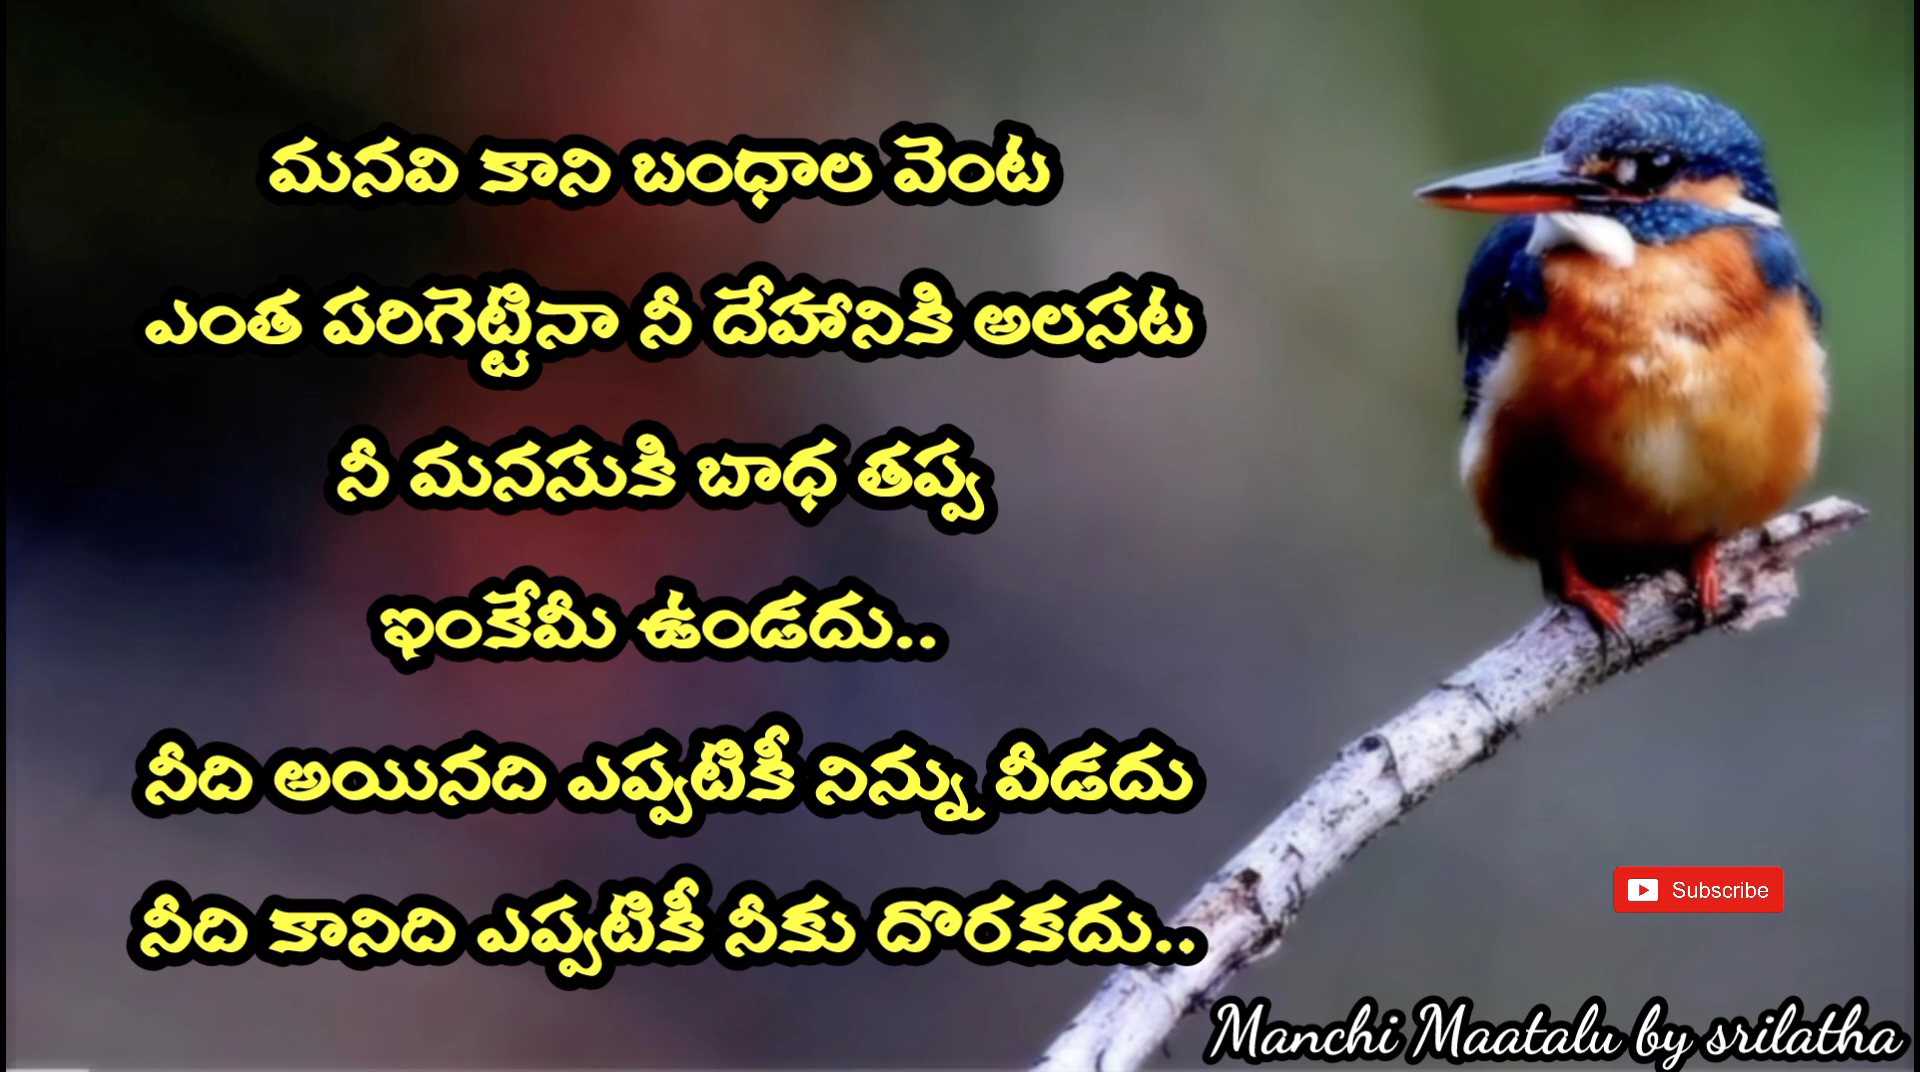 మనవి కాని బంధాల వెంట
ఎంత పరిగెట్టినా నీ దేహానికి అలసట
నీ మనసుకి బాధ తప్ప
ఇంకేమీ ఉండదు..
నీది అయినది ఎప్పటికీ నిన్ను వీడదు
నీది కానిది ఎప్పటికీ నీకు దొరకదు..
Subscribe
Manchi Maatalu by srilatha